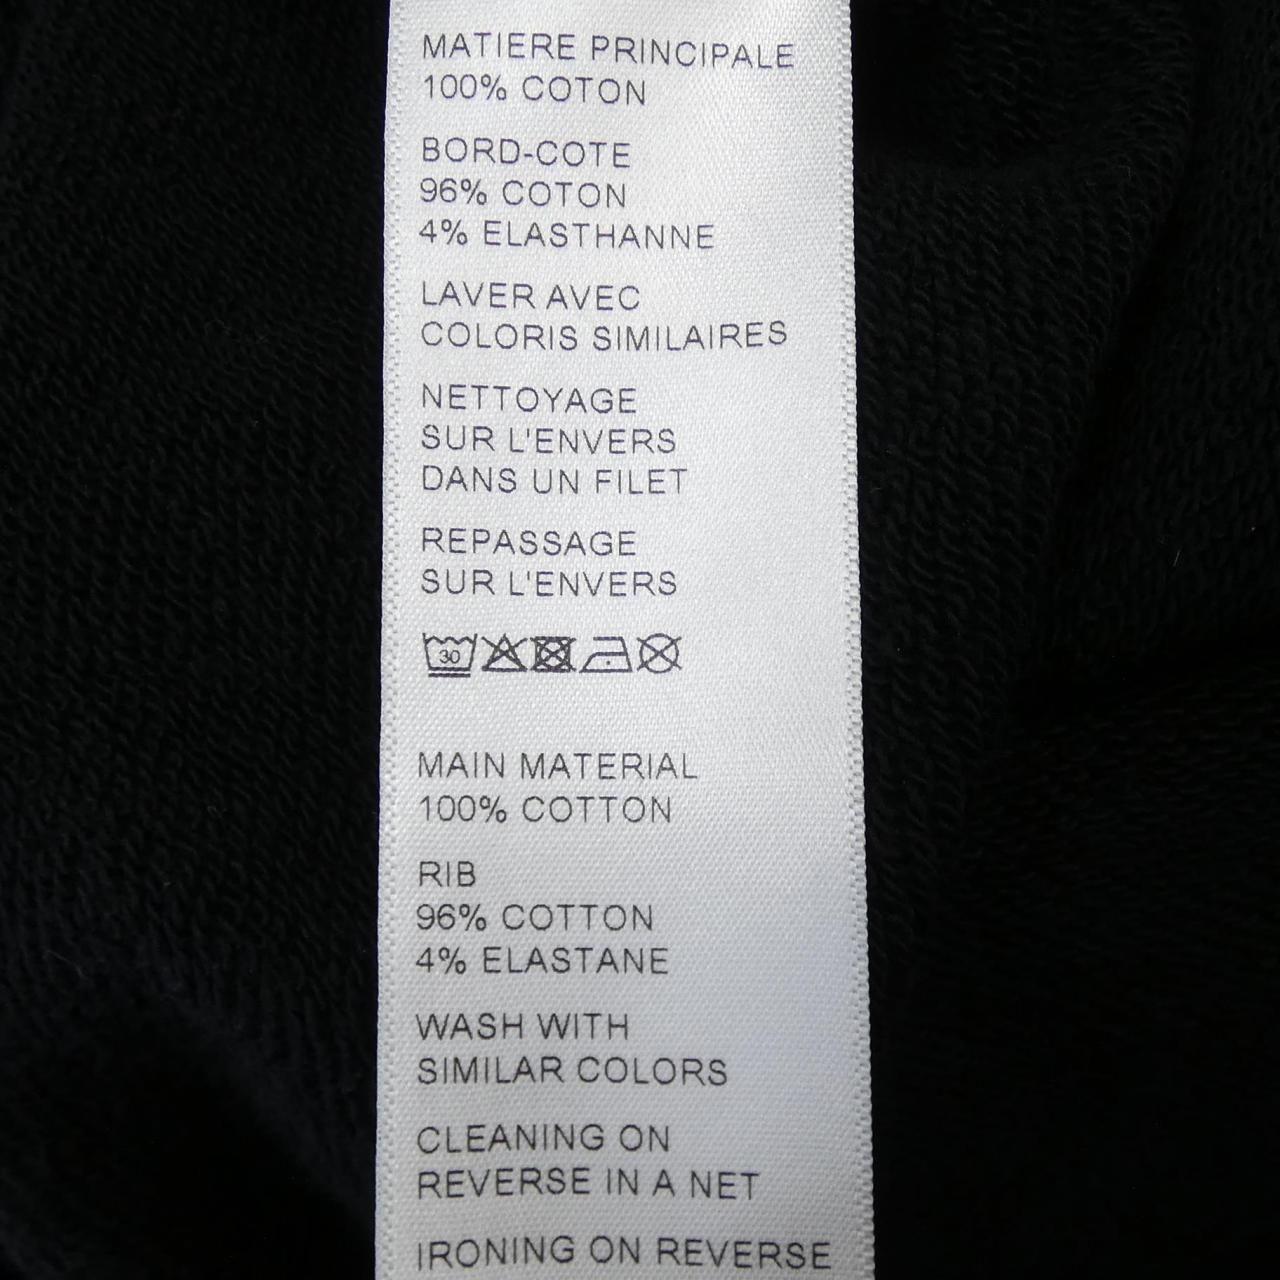 MATIERE PRINCIPALE
100% COTON
BORD-COTE
96% COTON
4% ELASTHANNE
LAVER AVEC
COLORIS SIMILAIRES
NETTOYAGE
SUR L'ENVERS
DANS UN FILET
REPASSAGE
SUR L'ENVERS
30
MAIN MATERIAL
100% COTTON
RIB
96% COTTON
4% ELASTANE
WASH WITH
SIMILAR COLORS
CLEANING ON
REVERSE IN A NET
IRONING ON REVERSE